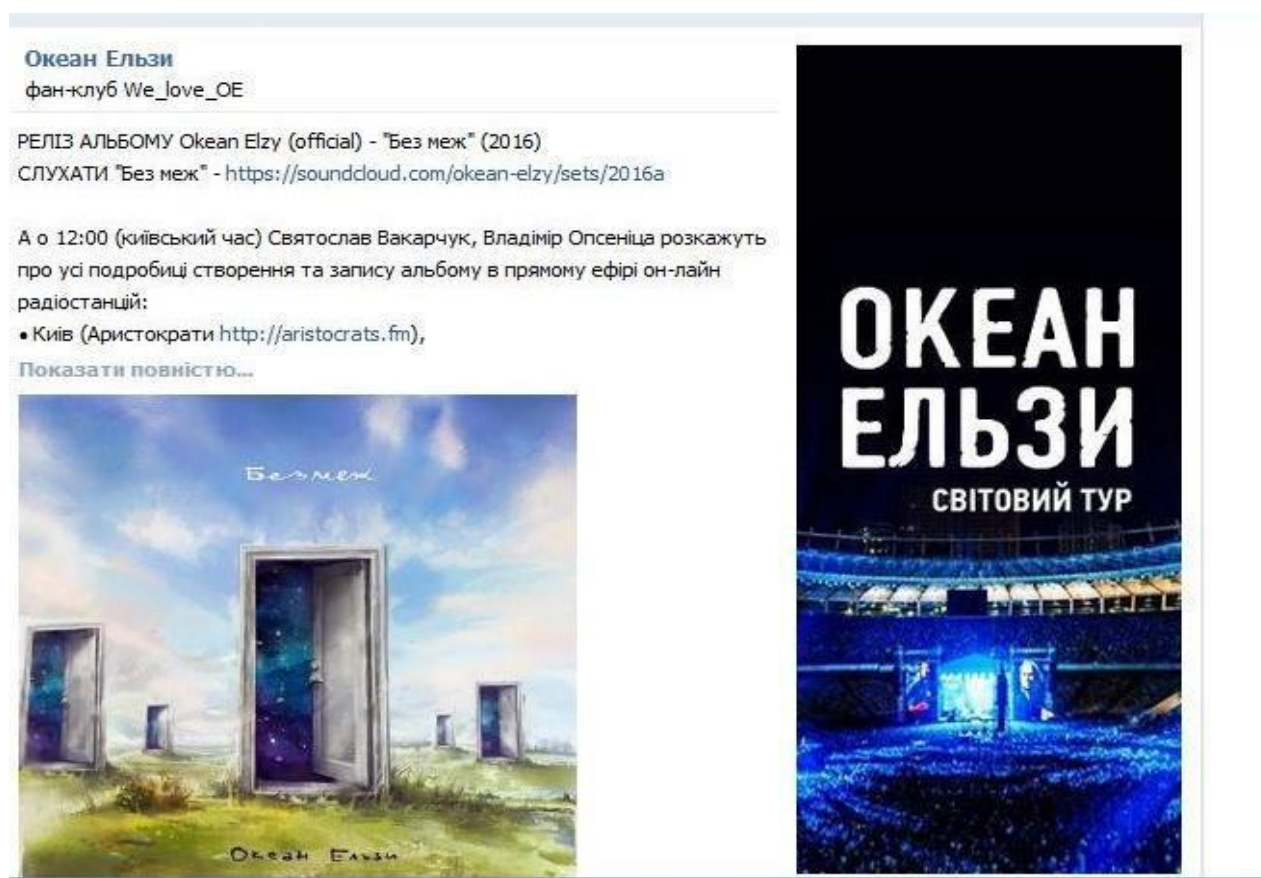 Океан Ельзи
фан-клуб We_love_OE
РЕЛІЗ АЛЬБОМУ Okean Elzy (official) - "Без меж" (2016)
СЛУХАТИ "Без меж" - https://soundcloud.com/okean-elzy/sets/2016a
А о 12:00 (київський час) Святослав Вакарчук, Владімір Опсеніца розкажуть
про усі подробиці створення та запису альбому в прямому ефірі он-лайн
радіостанцій:
• Київ (Аристократи http://aristocrats.fm),
Показати повністю...
Без меж
Океан Ельзи
ОКЕАН
ЕЛЬЗИ
СВІТОВИЙ ТУР